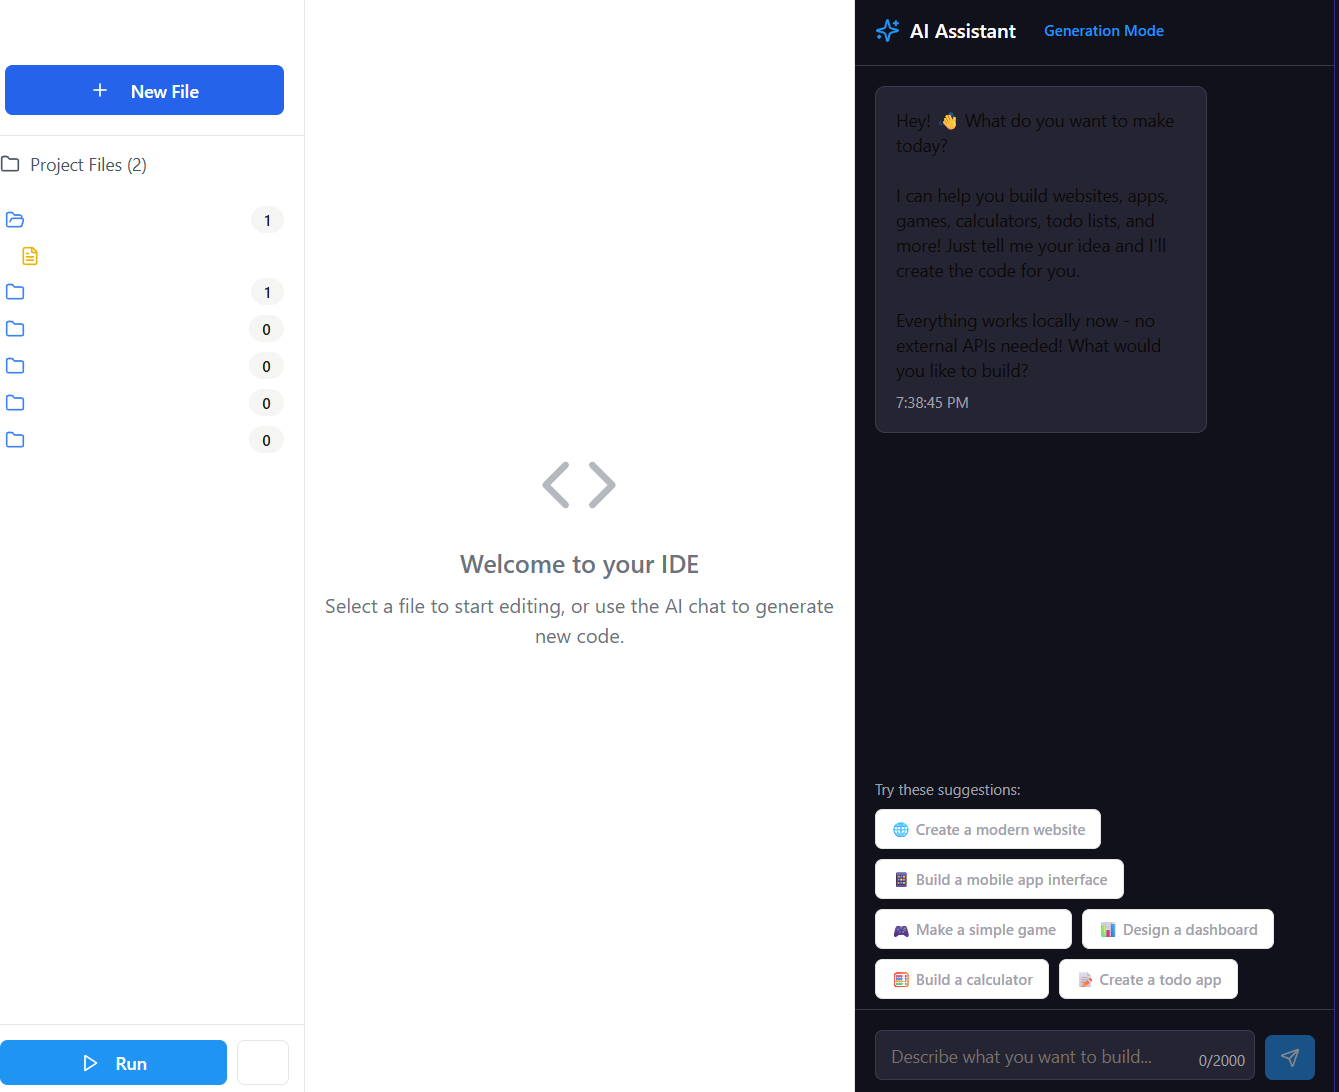 New File
Project Files (2)
1
1
0
0
0
0
Run
Welcome to your IDE
Select a file to start editing, or use the AI chat to generate
new code.
AI Assistant Generation Mode
Hey! 👋 What do you want to make
today?
I can help you build websites, apps,
games, calculators, todo lists, and
more! Just tell me your idea and I'll
create the code for you.
Everything works locally now - no
external APIs needed! What would
you like to build?
7:38:45 PM
Try these suggestions:
🌐 Create a modern website
📱 Build a mobile app interface
🎮 Make a simple game
📊 Design a dashboard
🧮 Build a calculator
📝 Create a todo app
Describe what you want to build...
0/2000